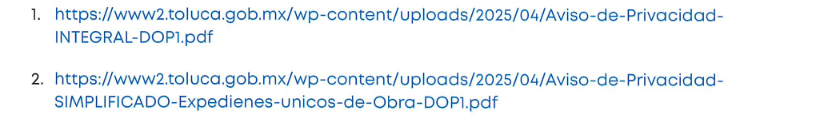 1. https://www2.toluca.gob.mx/wp-content/uploads/2025/04/Aviso-de-Privacidad-
INTEGRAL-DOP1.pdf
2. https://www2.toluca.gob.mx/wp-content/uploads/2025/04/Aviso-de-Privacidad-
SIMPLIFICADO-Expedienes-unicos-de-Obra-DOP1.pdf